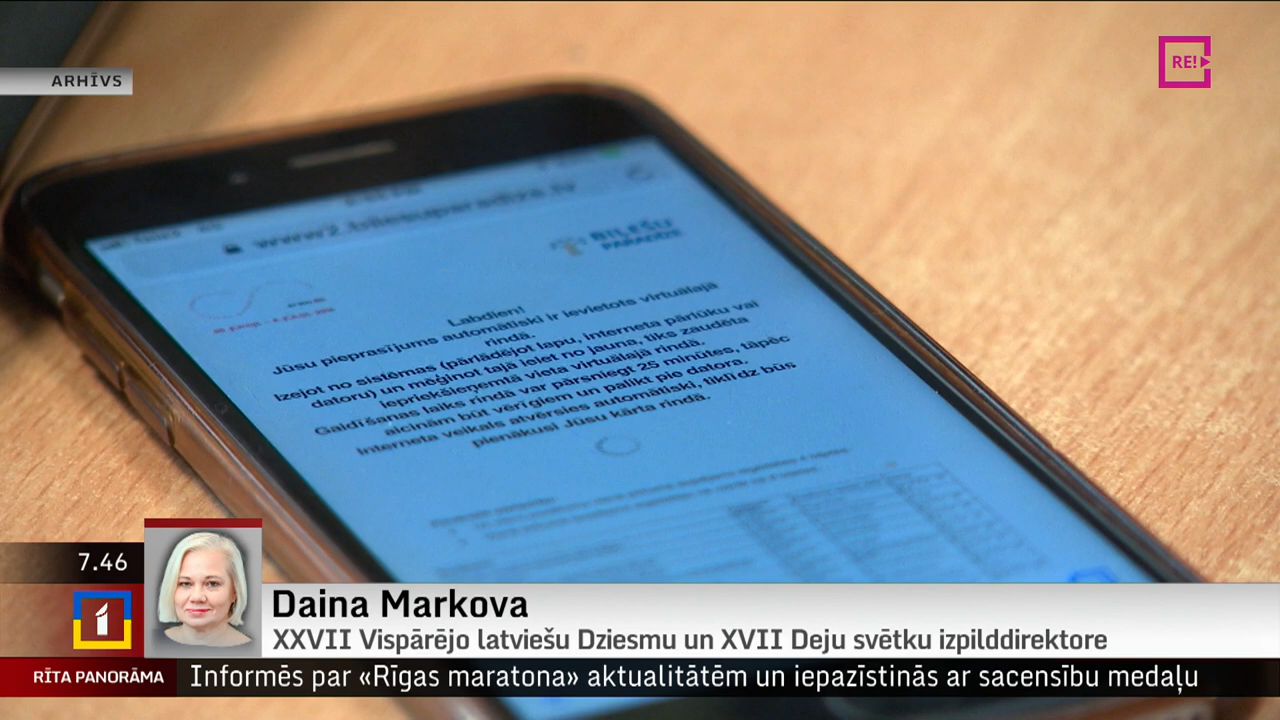 ARHĪVS
RE!
www2.bilesuparadize.lv
BIĻEŠU
PARADĪZE
Labdien!
Jūsu pieprasījums automātiski ir ievietots virtuālajā
rindā.
Izejot no sistēmas (pārlādējot lapu, interneta pārlūku vai
datoru) un mēģinot tajā ieiet no jauna, tiks zaudēta
iepriekšieņemtā vieta virtuālajā rindā.
Gaidīšanas laiks rindā var pārsniegt 25 minūtes, tāpēc
aicinām būt vērīgiem un palikt pie datora.
Interneta veikals atvērsies automātiski, tiklīdz būs
pienākusi Jūsu kārta rindā.
7.46
1
Daina Markova
XXVII Vispārējo latviešu Dziesmu un XVII Deju svētku izpilddirektore
RĪTA PANORĀMA
Informēs par «Rīgas maratona» aktualitātēm un iepazīstinās ar sacensību medaļu